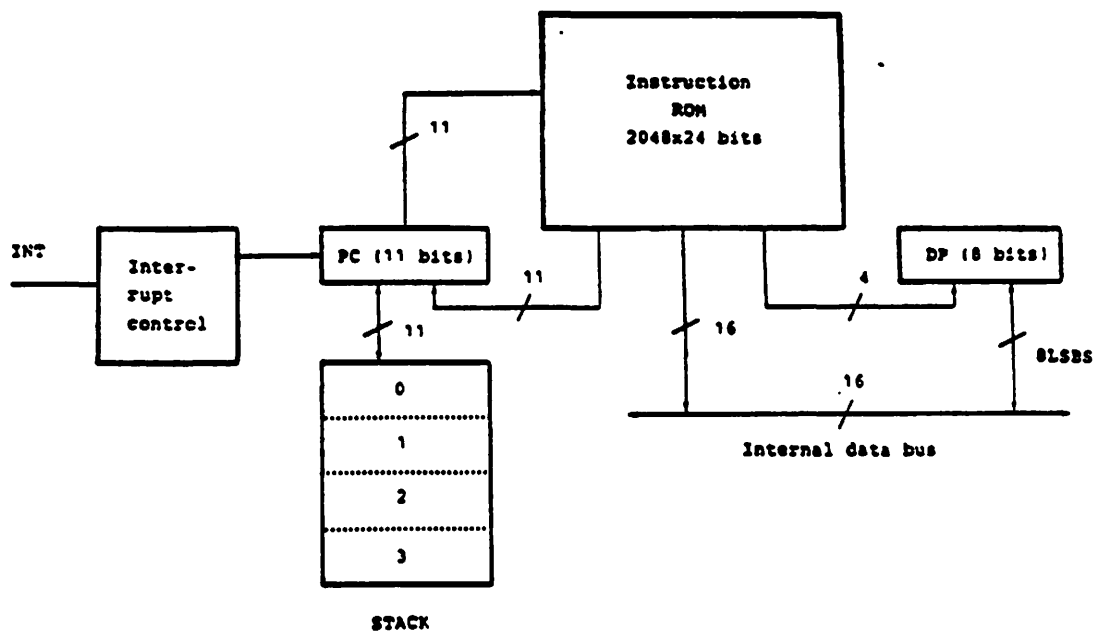 Instruction
ROM
2048x24 bits
11
INT
Inter-
rupt
control
PC (11 bits)
DP (8 bits)
11
4
11
16
8LSBS
16
0
Internal data bus
1
2
3
STACK